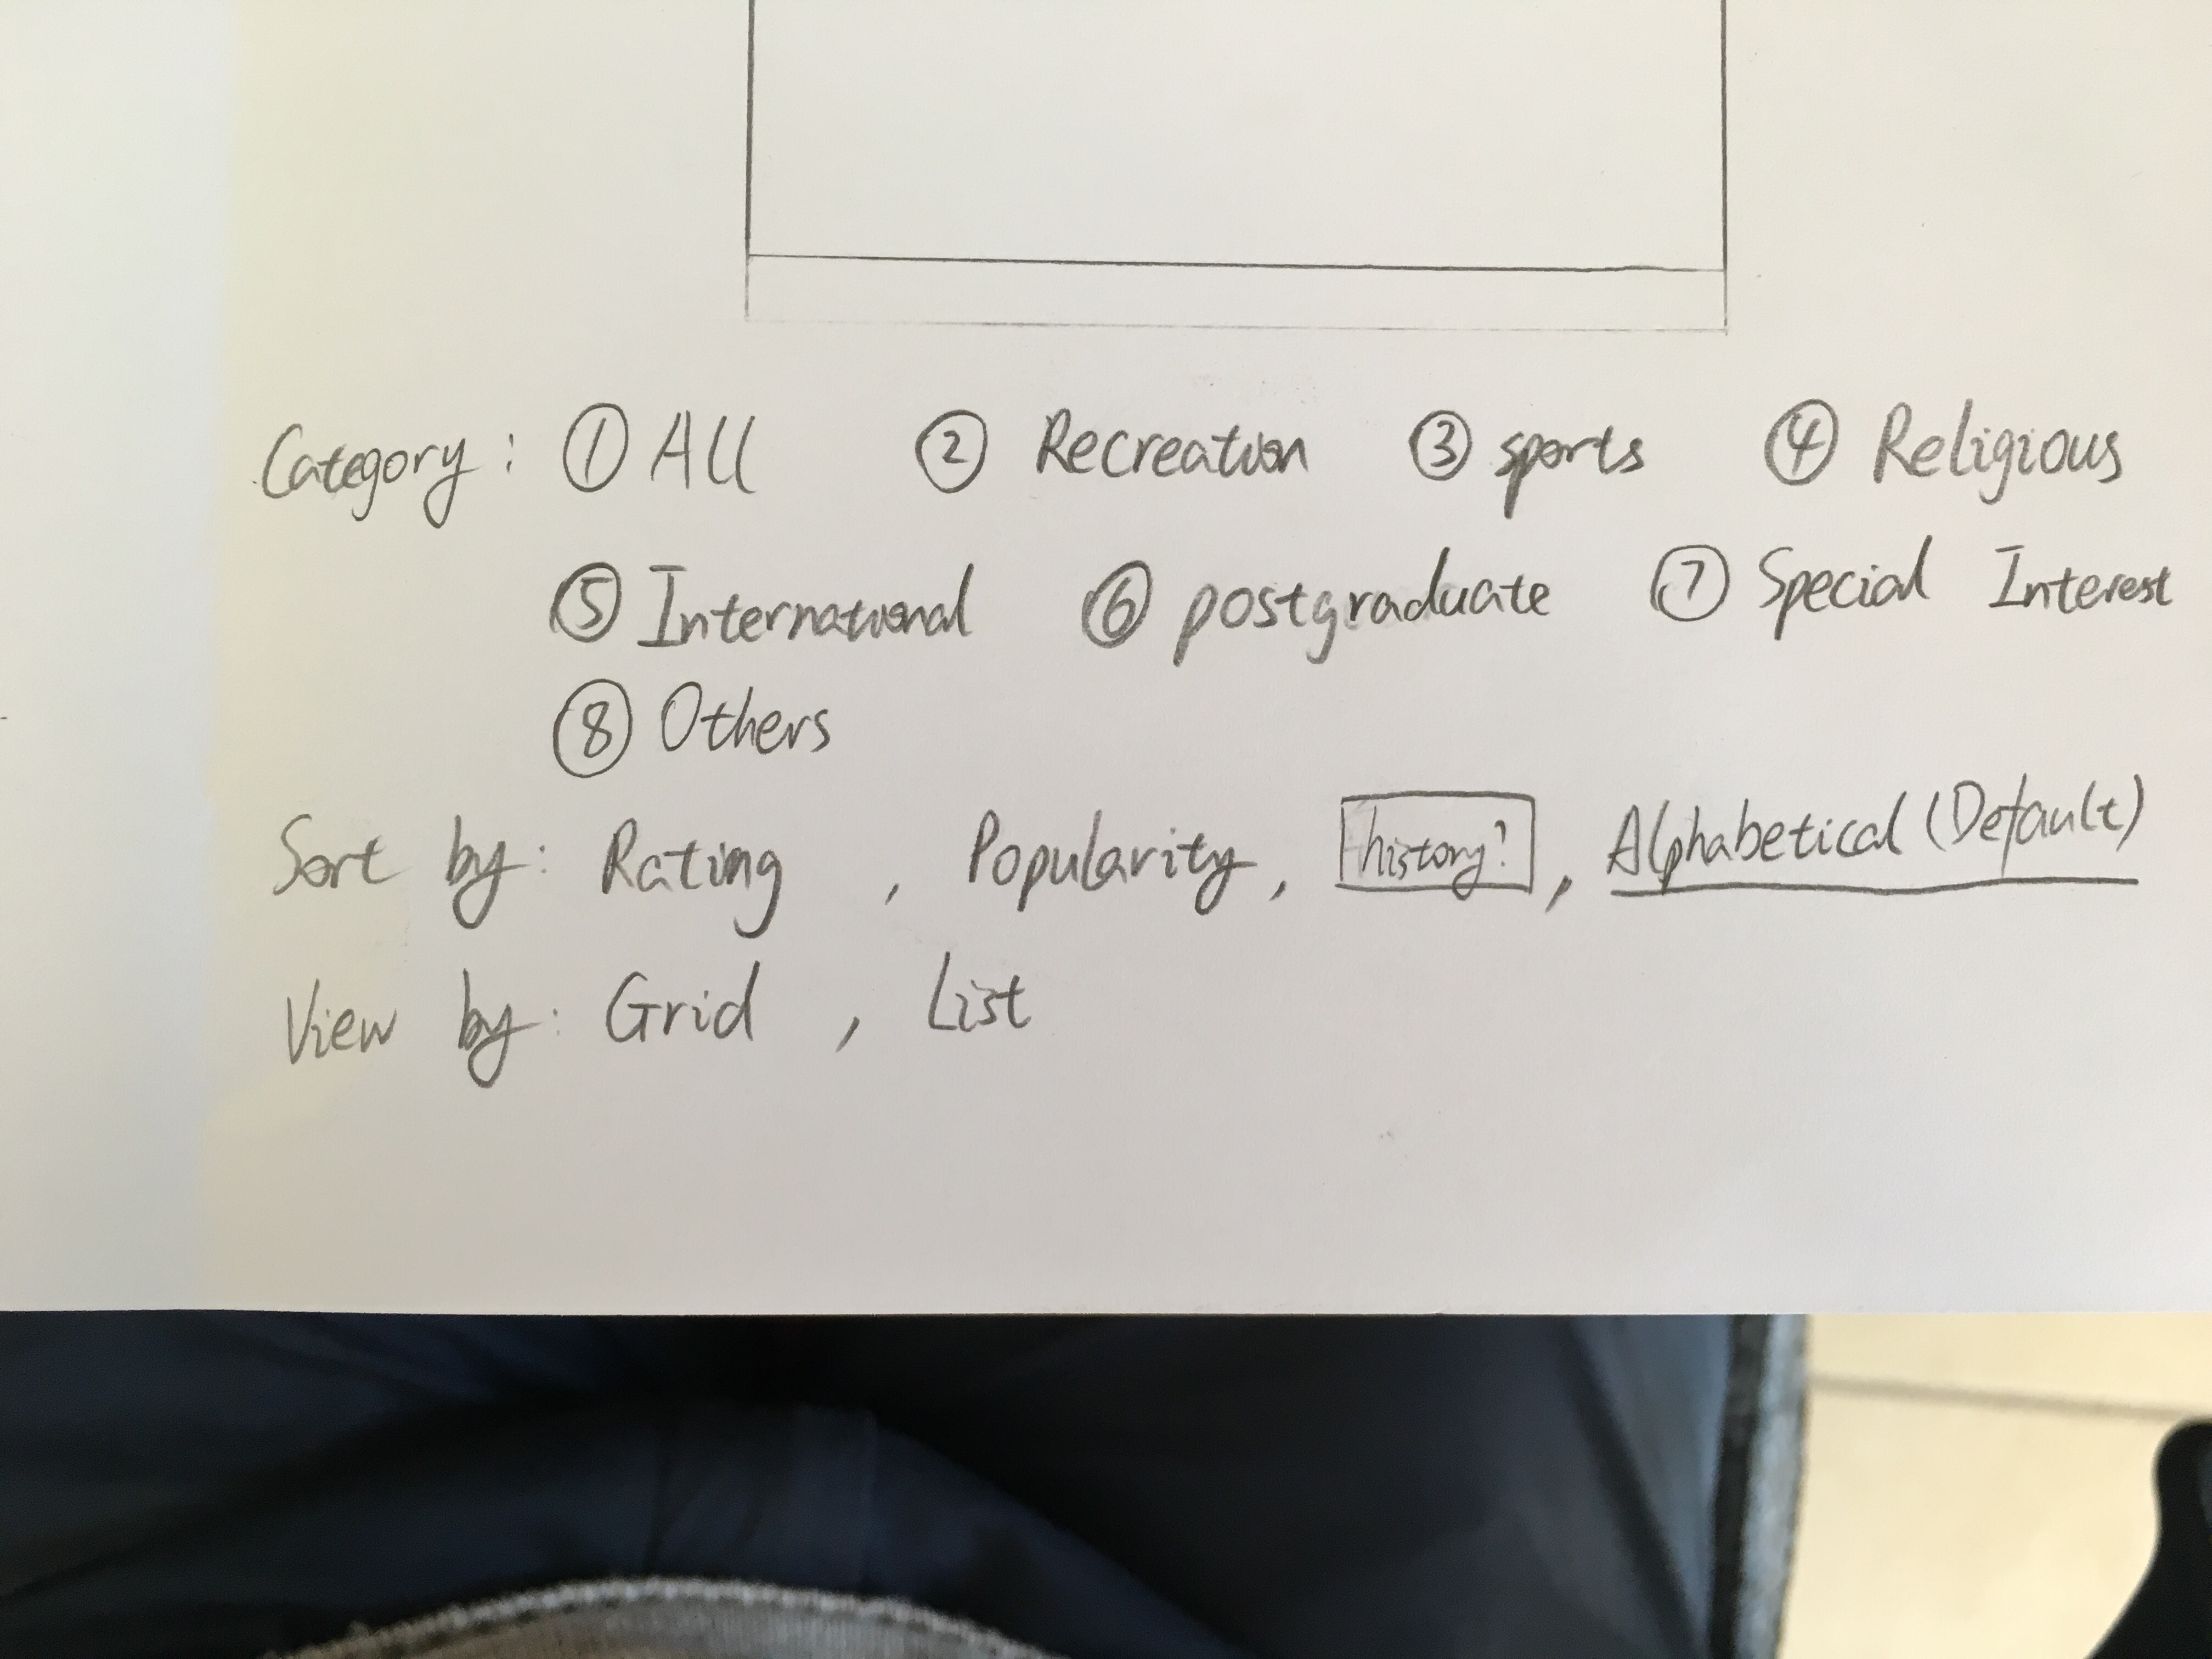 Category : ① All ② Recreation ③ sports ④ Religious
⑤ International ⑥ postgraduate ⑦ Special Interest
⑧ Others
Sort by : Rating , Popularity , history? , Alphabetical (Default)
View by : Grid , List